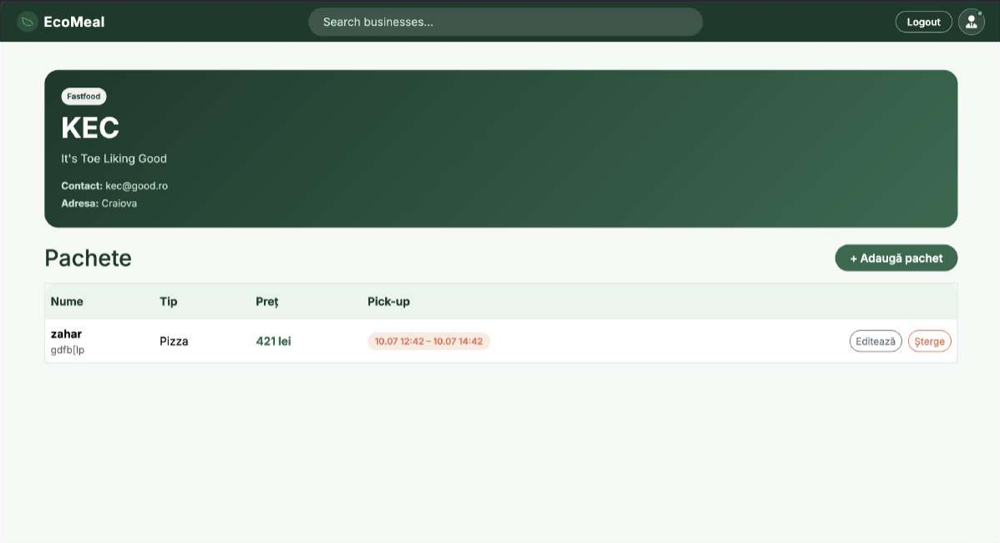 EcoMeal
Search businesses...
Logout
Fastfood
KEC
It's Toe Liking Good
Contact: kec@good.ro
Adresa: Craiova
Pachete
+ Adaugă pachet
Nume Tip Preț Pick-up
zahar
gdfb[lp
Pizza
421 lei
10.07 12:42 – 10.07 14:42
Editează
Șterge